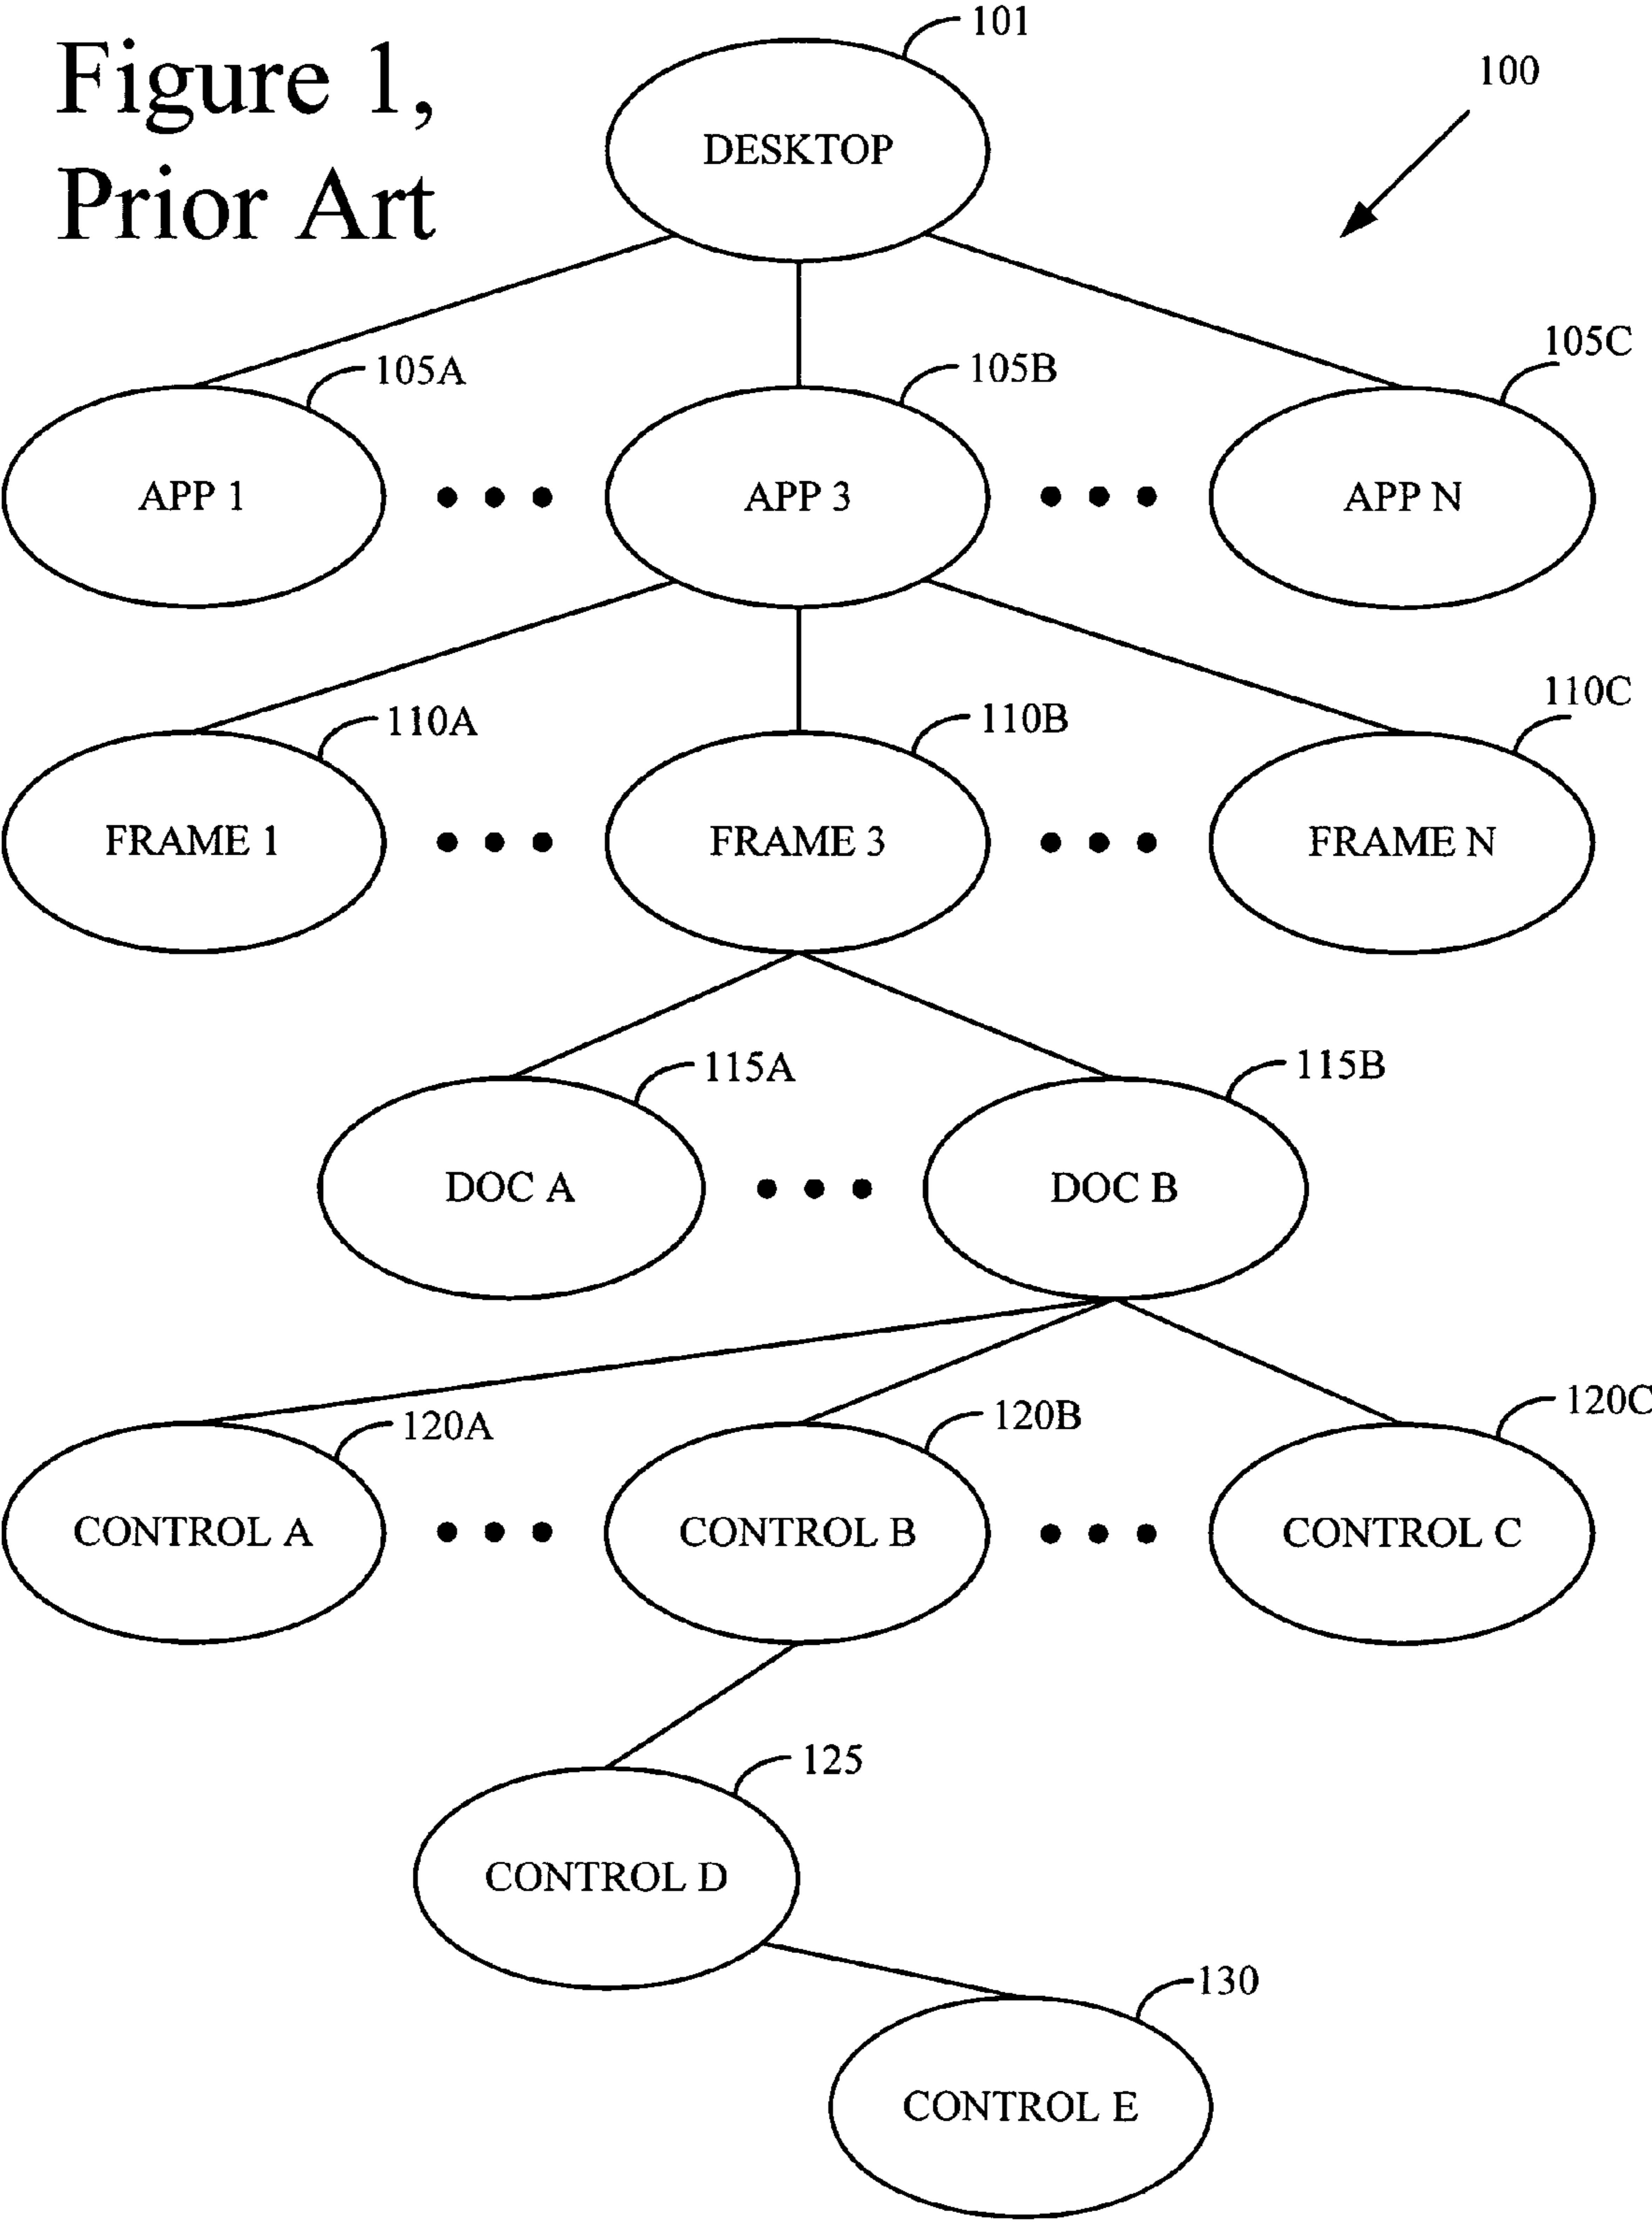 Figure 1,
Prior Art
101
100
DESKTOP
105A
105B
105C
APP 1
APP 3
APP N
110A
110B
110C
FRAME 1
FRAME 3
FRAME N
115A
115B
DOC A
DOC B
120A
120B
120C
CONTROL A
CONTROL B
CONTROL C
125
CONTROL D
130
CONTROL E